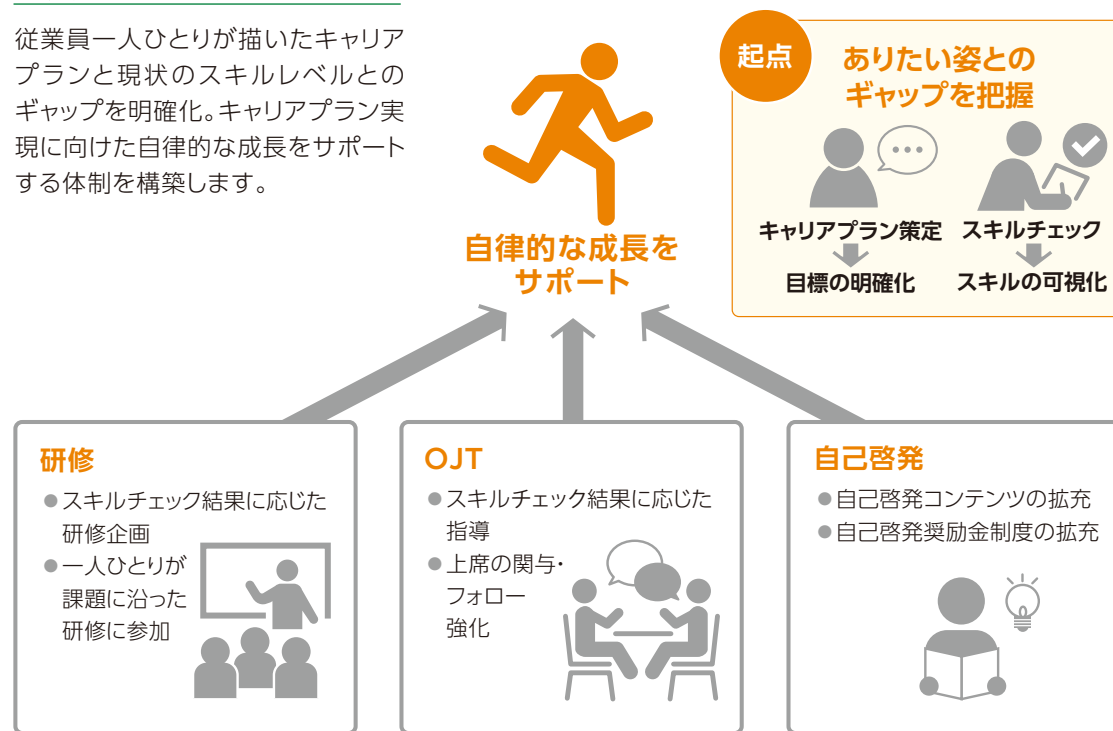 従業員一人ひとりが描いたキャリア
プランと現状のスキルレベルとの
ギャップを明確化。キャリアプラン実
現に向けた自律的な成長をサポート
する体制を構築します。
自律的な成長を
サポート
起点
ありたい姿との
ギャップを把握
キャリアプラン策定
目標の明確化
スキルチェック
スキルの可視化
研修
●スキルチェック結果に応じた
研修企画
●一人ひとりが
課題に沿った
研修に参加
OJT
●スキルチェック結果に応じた
指導
●上席の関与・
フォロー
強化
自己啓発
●自己啓発コンテンツの拡充
●自己啓発奨励金制度の拡充